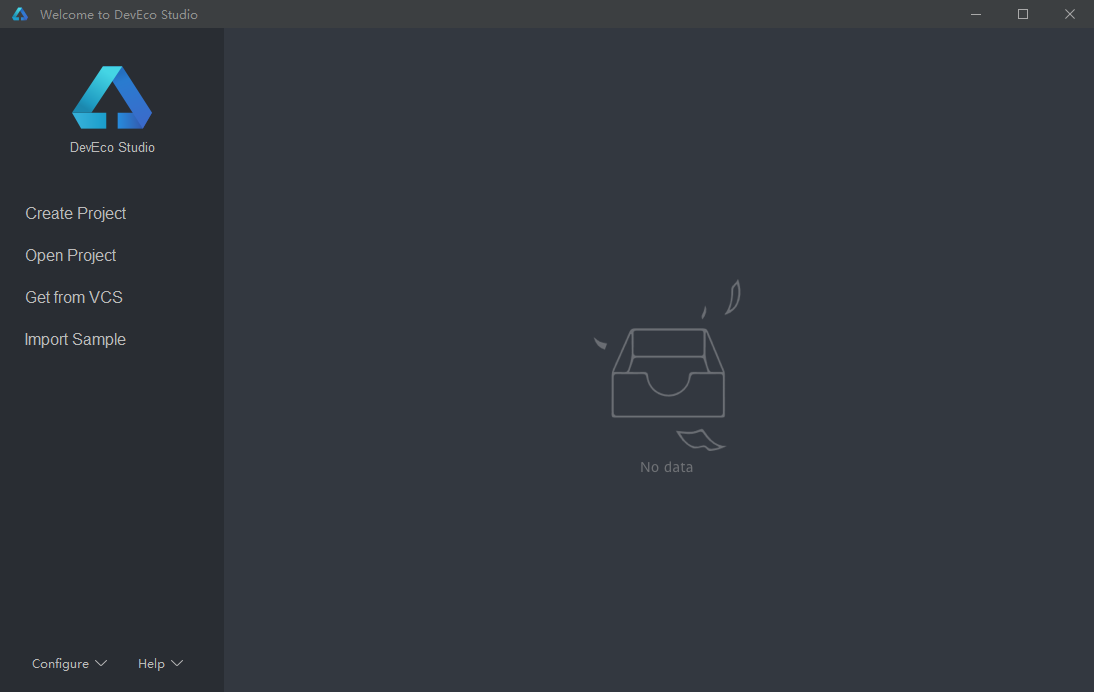 Welcome to DevEco Studio
DevEco Studio
Create Project
Open Project
Get from VCS
Import Sample
No data
Configure
Help